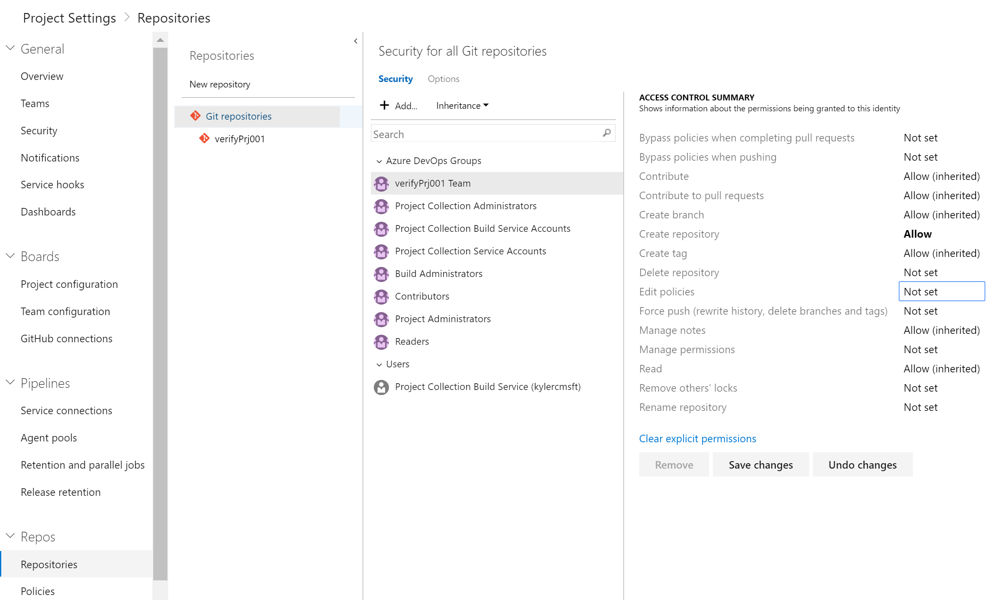 Project Settings > Repositories
General
Overview
Teams
Security
Notifications
Service hooks
Dashboards
Boards
Project configuration
Team configuration
GitHub connections
Pipelines
Service connections
Agent pools
Retention and parallel jobs
Release retention
Repos
Repositories
Policies
Repositories
New repository
Git repositories
verifyPrj001
Security for all Git repositories
Security Options
Add... Inheritance
Search
Azure DevOps Groups
verifyPrj001 Team
Project Collection Administrators
Project Collection Build Service Accounts
Project Collection Service Accounts
Build Administrators
Contributors
Project Administrators
Readers
Users
Project Collection Build Service (kylercmsft)
ACCESS CONTROL SUMMARY
Shows information about the permissions being granted to this identity
Bypass policies when completing pull requests Not set
Bypass policies when pushing Not set
Contribute Allow (inherited)
Contribute to pull requests Allow (inherited)
Create branch Allow (inherited)
Create repository Allow
Create tag Allow (inherited)
Delete repository Not set
Edit policies Not set
Force push (rewrite history, delete branches and tags) Not set
Manage notes Allow (inherited)
Manage permissions Not set
Read Allow (inherited)
Remove others' locks Not set
Rename repository Not set
Clear explicit permissions
Remove Save changes Undo changes